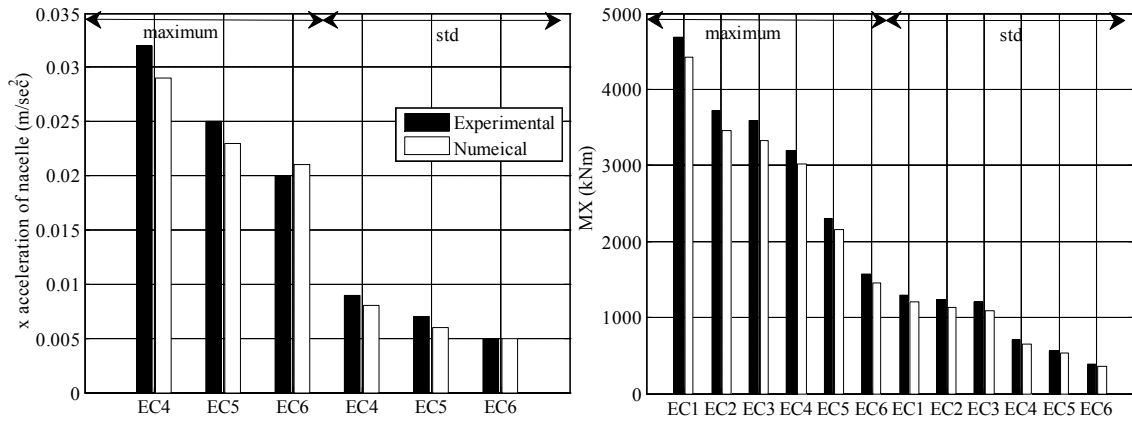 0.035
0.03
0.025
0.02
0.015
0.01
0.005
0
x acceleration of nacelle (m/sec²)
maximum
std
Experimental
Numeical
EC4 EC5 EC6 EC4 EC5 EC6
5000
4000
3000
2000
1000
0
MX (kNm)
maximum
std
EC1 EC2 EC3 EC4 EC5 EC6 EC1 EC2 EC3 EC4 EC5 EC6